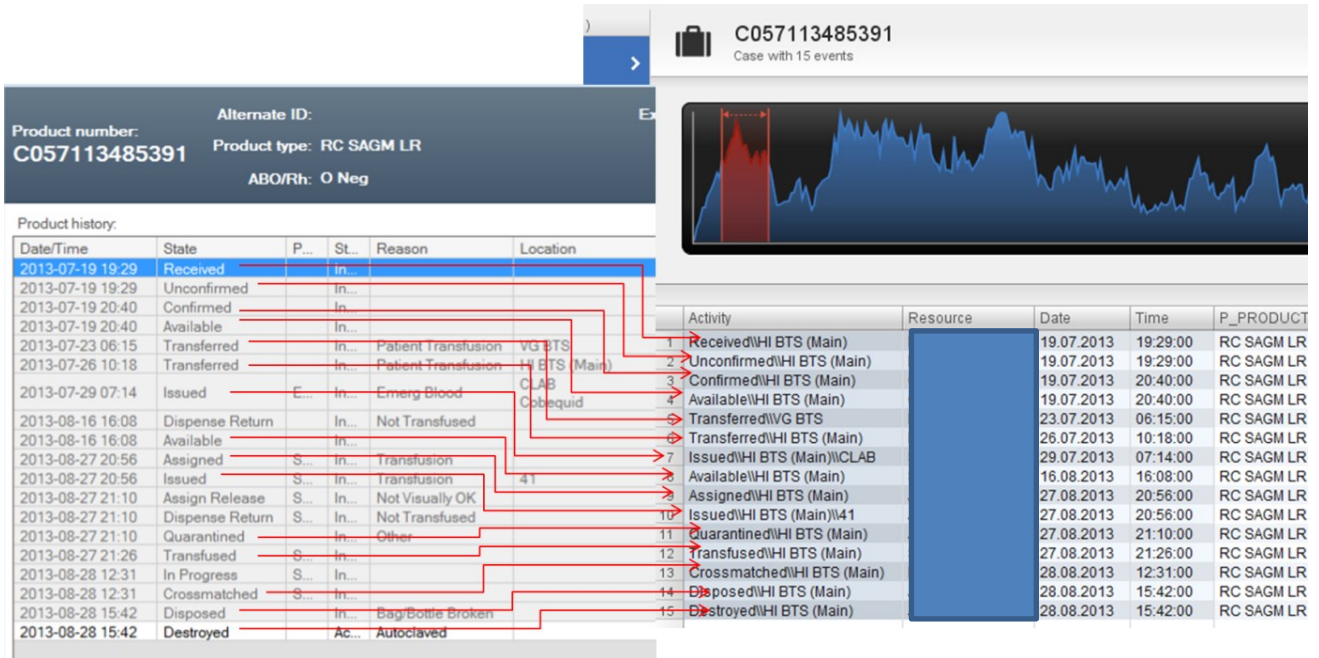 )
C057113485391
Case with 15 events
Alternate ID:
Product number:
C057113485391
Product type: RC SAGM LR
ABO/Rh: O Neg
Product history:
Date/Time State P... St... Reason Location
2013-07-19 19:29 Received In...
2013-07-19 19:29 Unconfirmed In...
2013-07-19 20:40 Confirmed In...
2013-07-19 20:40 Available In...
2013-07-23 06:15 Transferred In... Patient Transfusion VG BTS
2013-07-26 10:18 Transferred In... Patient Transfusion HI BTS (Main)
2013-07-29 07:14 Issued E... In... Emerg Blood CLAB
Cobequid
2013-08-16 16:08 Dispense Return In... Not Transfused
2013-08-16 16:08 Available In...
2013-08-27 20:56 Assigned S... In... Transfusion
2013-08-27 20:56 Issued S... In... Transfusion 41
2013-08-27 21:10 Assign Release S... In... Not Visually OK
2013-08-27 21:10 Dispense Return S... In... Not Transfused
2013-08-27 21:10 Quarantined In... Other
2013-08-27 21:26 Transfused S... In...
2013-08-28 12:31 In Progress S... In...
2013-08-28 12:31 Crossmatched S... In...
2013-08-28 15:42 Disposed In... Bag/Bottle Broken
2013-08-28 15:42 Destroyed Ac... Autoclaved
Activity Resource Date Time P_PRODUCT
1 Received\\HI BTS (Main) 19.07.2013 19:29:00 RC SAGM LR
2 Unconfirmed\\HI BTS (Main) 19.07.2013 19:29:00 RC SAGM LR
3 Confirmed\\HI BTS (Main) 19.07.2013 20:40:00 RC SAGM LR
4 Available\\HI BTS (Main) 19.07.2013 20:40:00 RC SAGM LR
5 Transferred\\VG BTS 23.07.2013 06:15:00 RC SAGM LR
6 Transferred\\HI BTS (Main) 26.07.2013 10:18:00 RC SAGM LR
7 Issued\\HI BTS (Main)\\CLAB 29.07.2013 07:14:00 RC SAGM LR
8 Available\\HI BTS (Main) 16.08.2013 16:08:00 RC SAGM LR
9 Assigned\\HI BTS (Main) 27.08.2013 20:56:00 RC SAGM LR
10 Issued\\HI BTS (Main)\\41 27.08.2013 20:56:00 RC SAGM LR
11 Quarantined\\HI BTS (Main) 27.08.2013 21:10:00 RC SAGM LR
12 Transfused\\HI BTS (Main) 27.08.2013 21:26:00 RC SAGM LR
13 Crossmatched\\HI BTS (Main) 28.08.2013 12:31:00 RC SAGM LR
14 Disposed\\HI BTS (Main) 28.08.2013 15:42:00 RC SAGM LR
15 Destroyed\\HI BTS (Main) 28.08.2013 15:42:00 RC SAGM LR